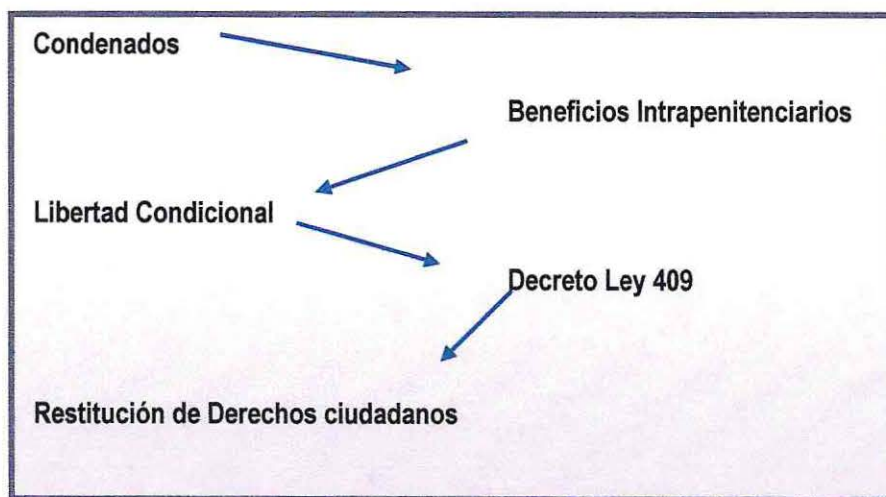 Condenados
Beneficios Intrapenitenciarios
Libertad Condicional
Decreto Ley 409
Restitución de Derechos ciudadanos